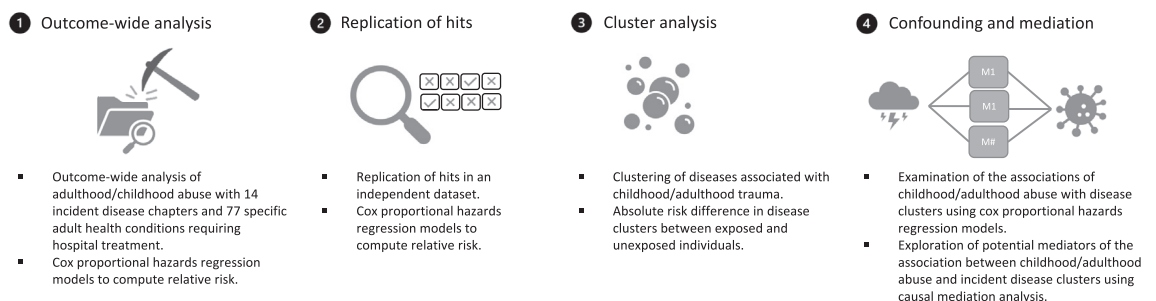 1 Outcome-wide analysis
▪ Outcome-wide analysis of
adulthood/childhood abuse with 14
incident disease chapters and 77 specific
adult health conditions requiring
hospital treatment.
▪ Cox proportional hazards regression
models to compute relative risk.
2 Replication of hits
▪ Replication of hits in an
independent dataset.
▪ Cox proportional hazards
regression models to
compute relative risk.
3 Cluster analysis
▪ Clustering of diseases associated with
childhood/adulthood trauma.
▪ Absolute risk difference in disease
clusters between exposed and
unexposed individuals.
4 Confounding and mediation
M1
M1
M#
▪ Examination of the associations of
childhood/adulthood abuse with disease
clusters using cox proportional hazards
regression models.
▪ Exploration of potential mediators of the
association between childhood/adulthood
abuse and incident disease clusters using
causal mediation analysis.